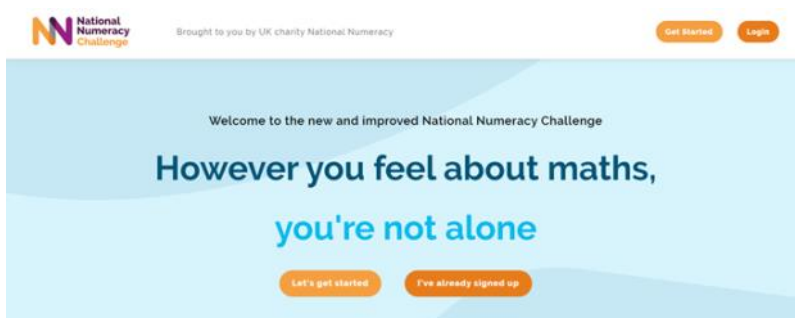 National
Numeracy
Challenge
Brought to you by UK charity National Numeracy
Get Started
Login
Welcome to the new and improved National Numeracy Challenge
However you feel about maths,
you're not alone
Let's get started
I've already signed up